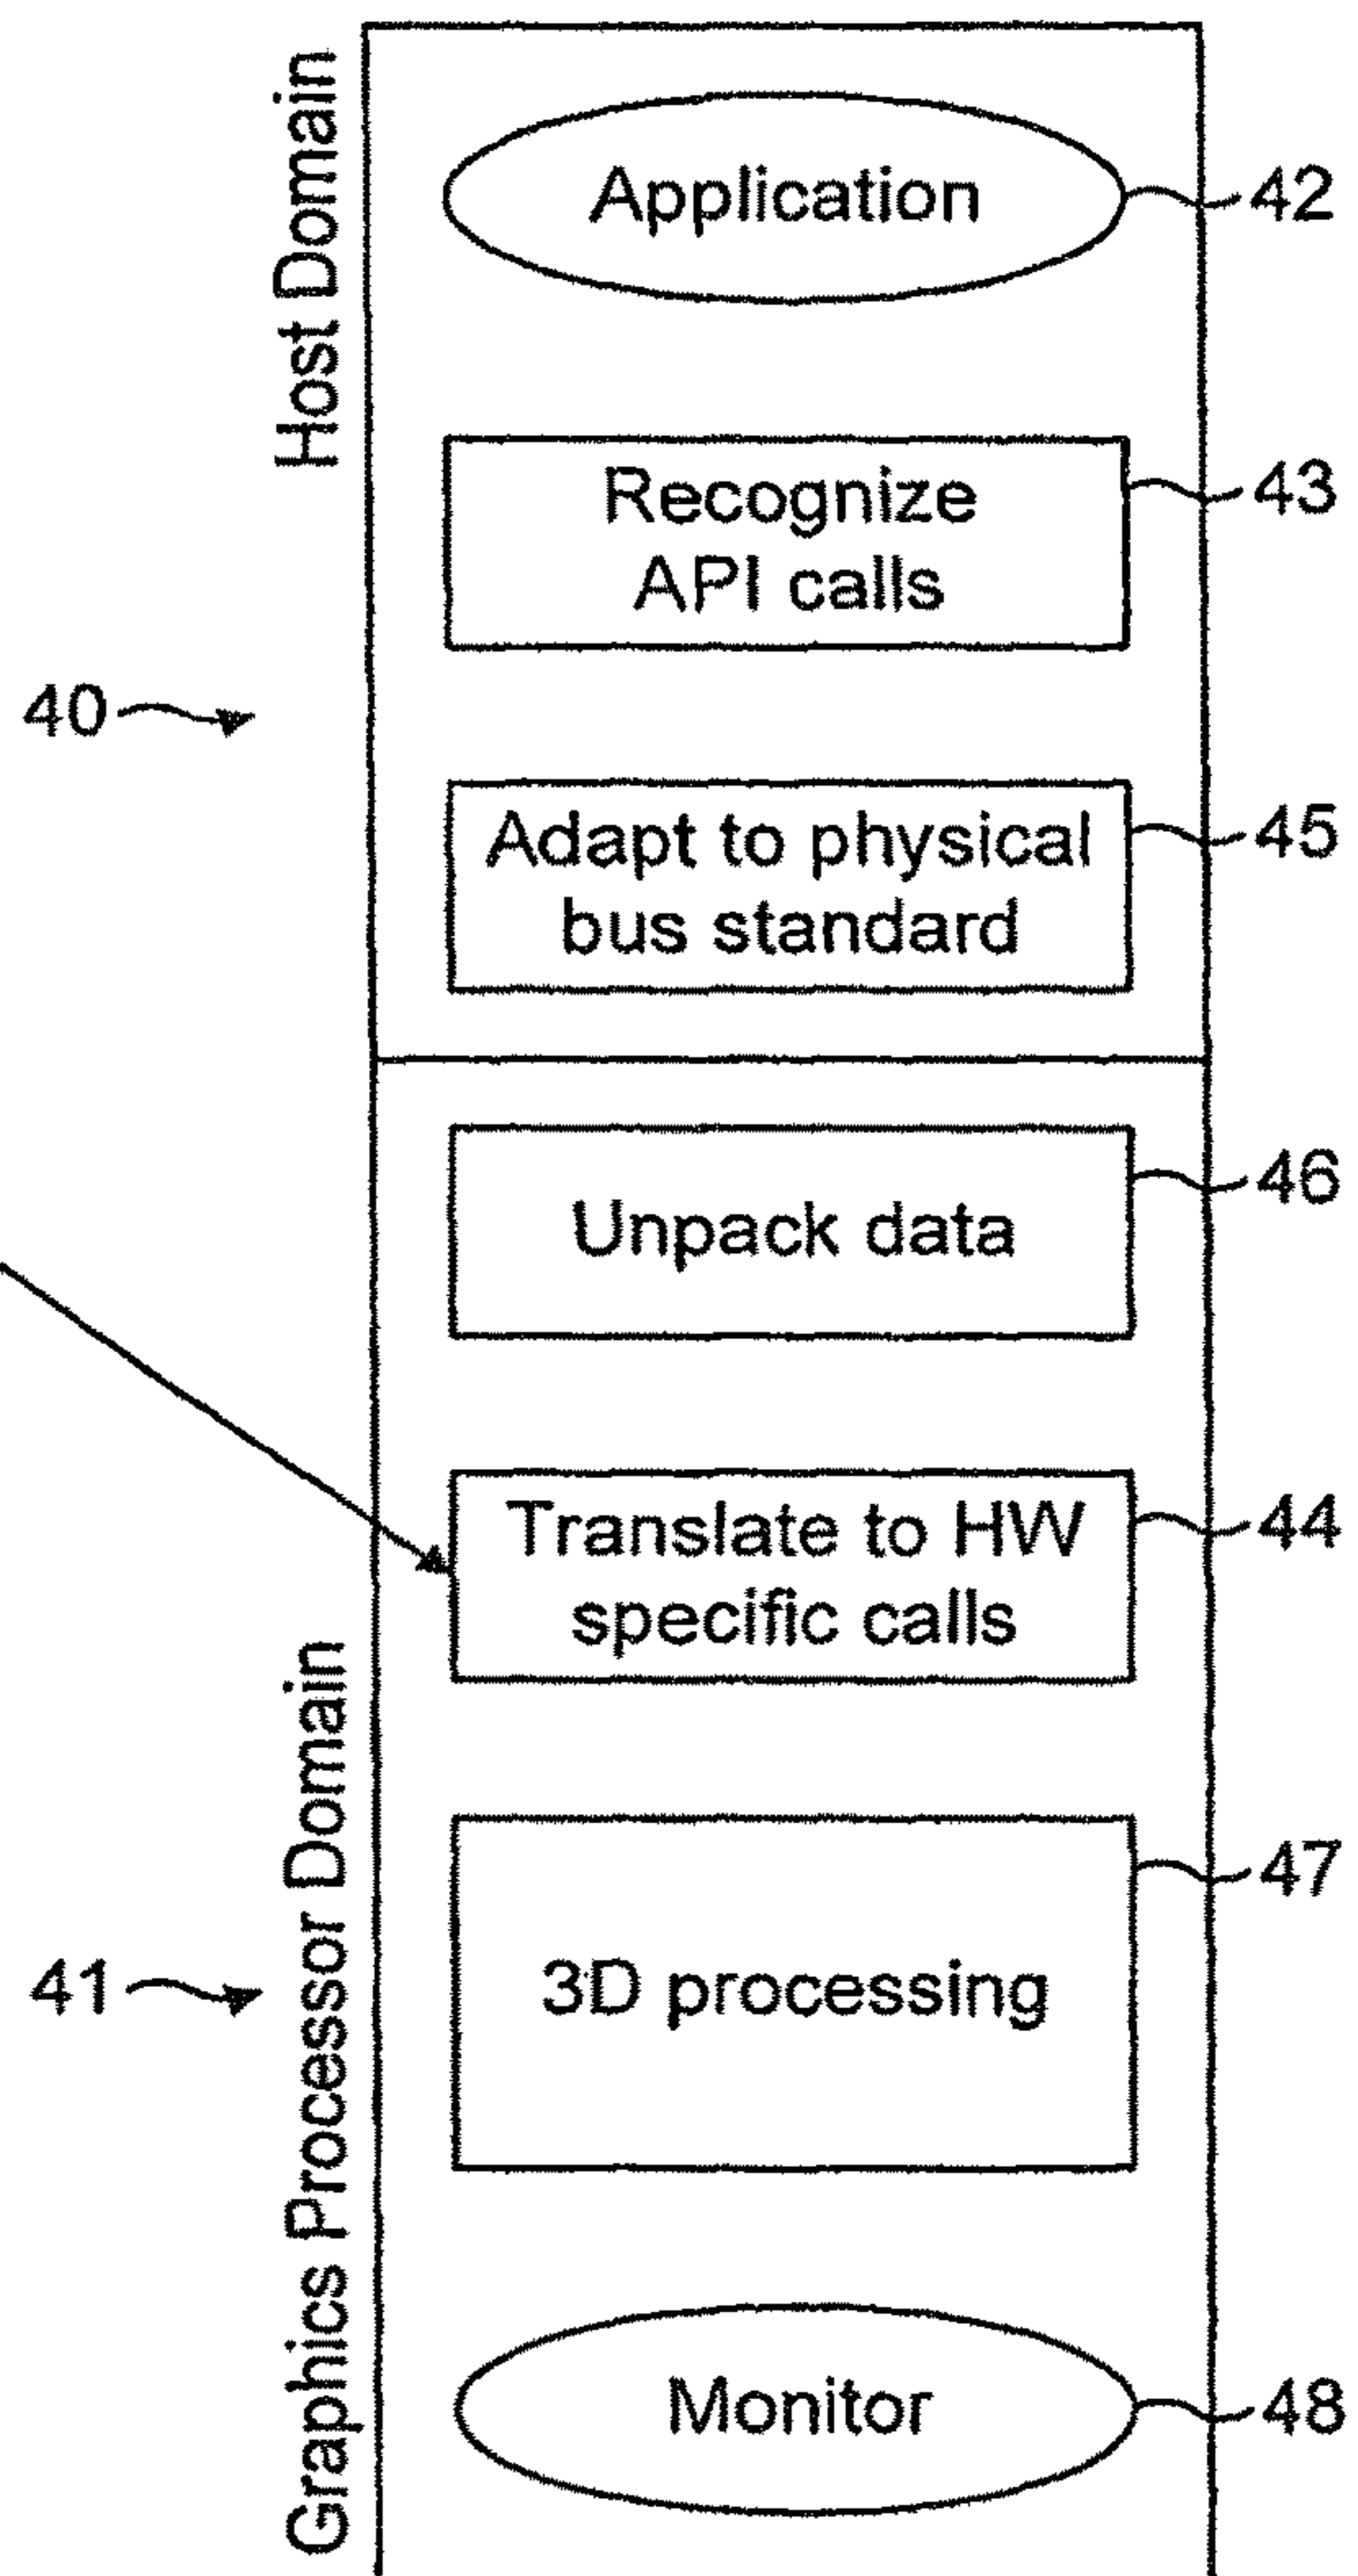 Host Domain
Application
42
Recognize
API calls
43
40
Adapt to physical
bus standard
45
Unpack data
46
Translate to HW
specific calls
44
Graphics Processor Domain
3D processing
47
41
Monitor
48